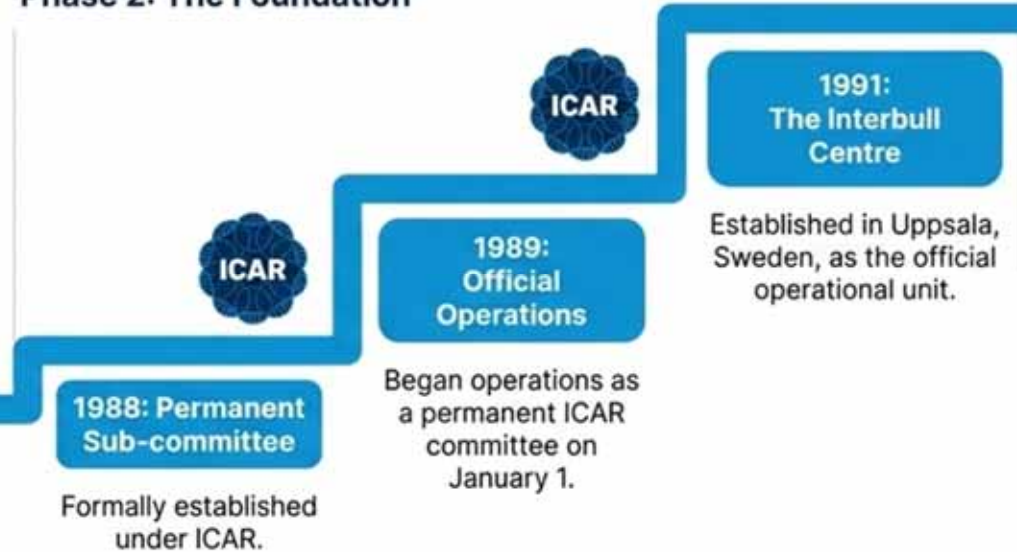 Phase 2: The Foundation
ICAR
ICAR
1988: Permanent
Sub-committee
Formally established
under ICAR.
1989:
Official
Operations
Began operations as
a permanent ICAR
committee on
January 1.
1991:
The Interbull
Centre
Established in Uppsala,
Sweden, as the official
operational unit.